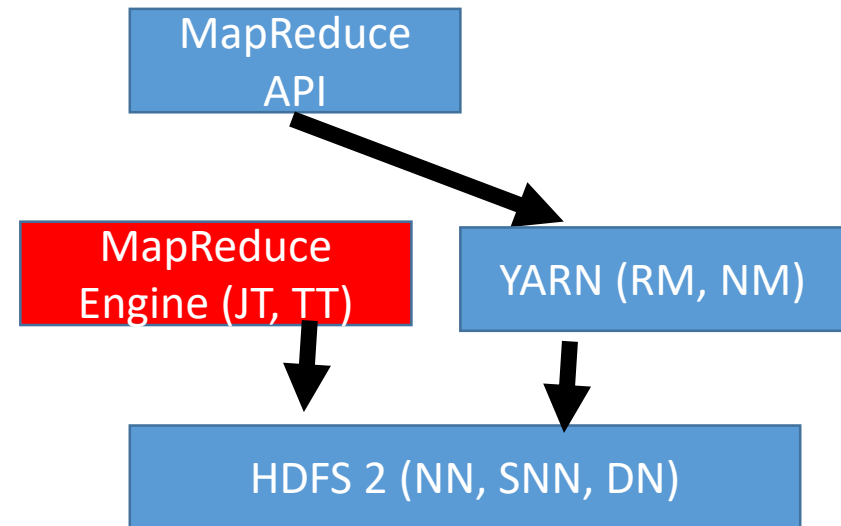 MapReduce
API
MapReduce
Engine (JT, TT)
YARN (RM, NM)
HDFS 2 (NN, SNN, DN)